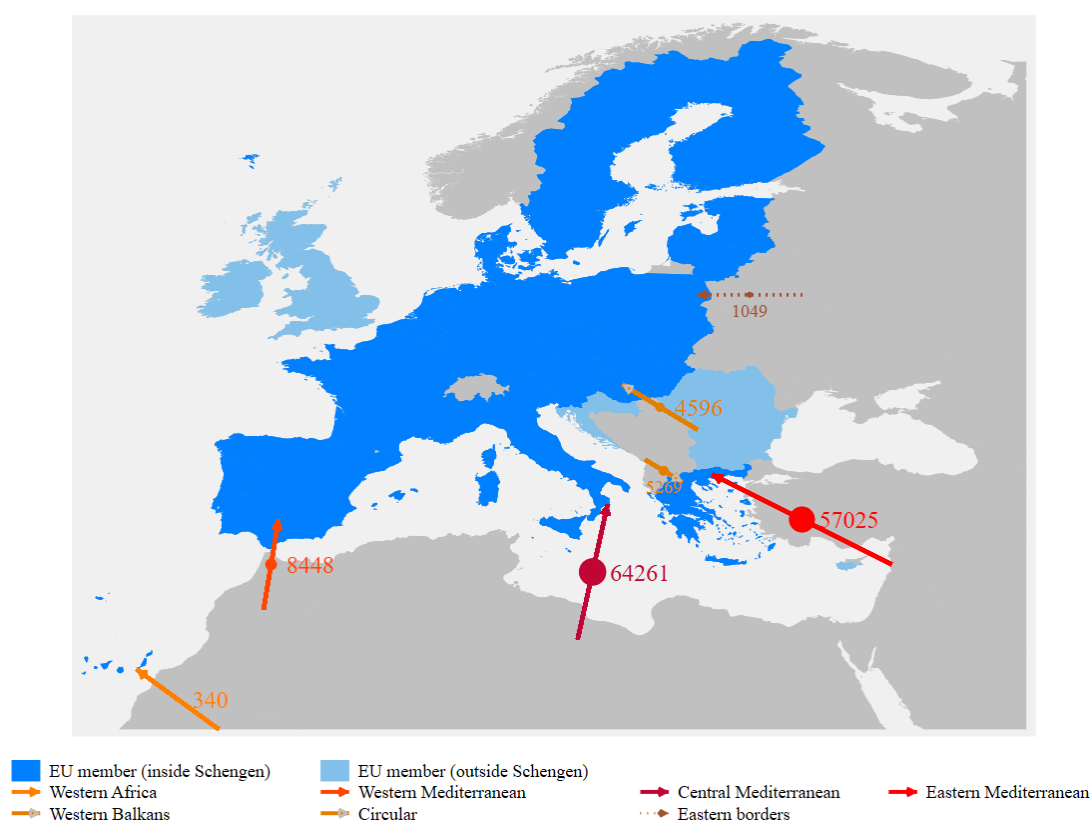 1049
4596
5269
57025
8448
64261
340
EU member (inside Schengen) EU member (outside Schengen)
Western Africa Western Mediterranean Central Mediterranean Eastern Mediterranean
Western Balkans Circular Eastern borders